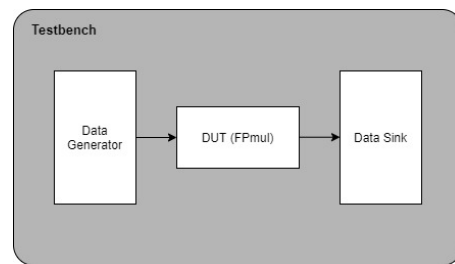 Testbench
Data
Generator
DUT (FPmul)
Data Sink